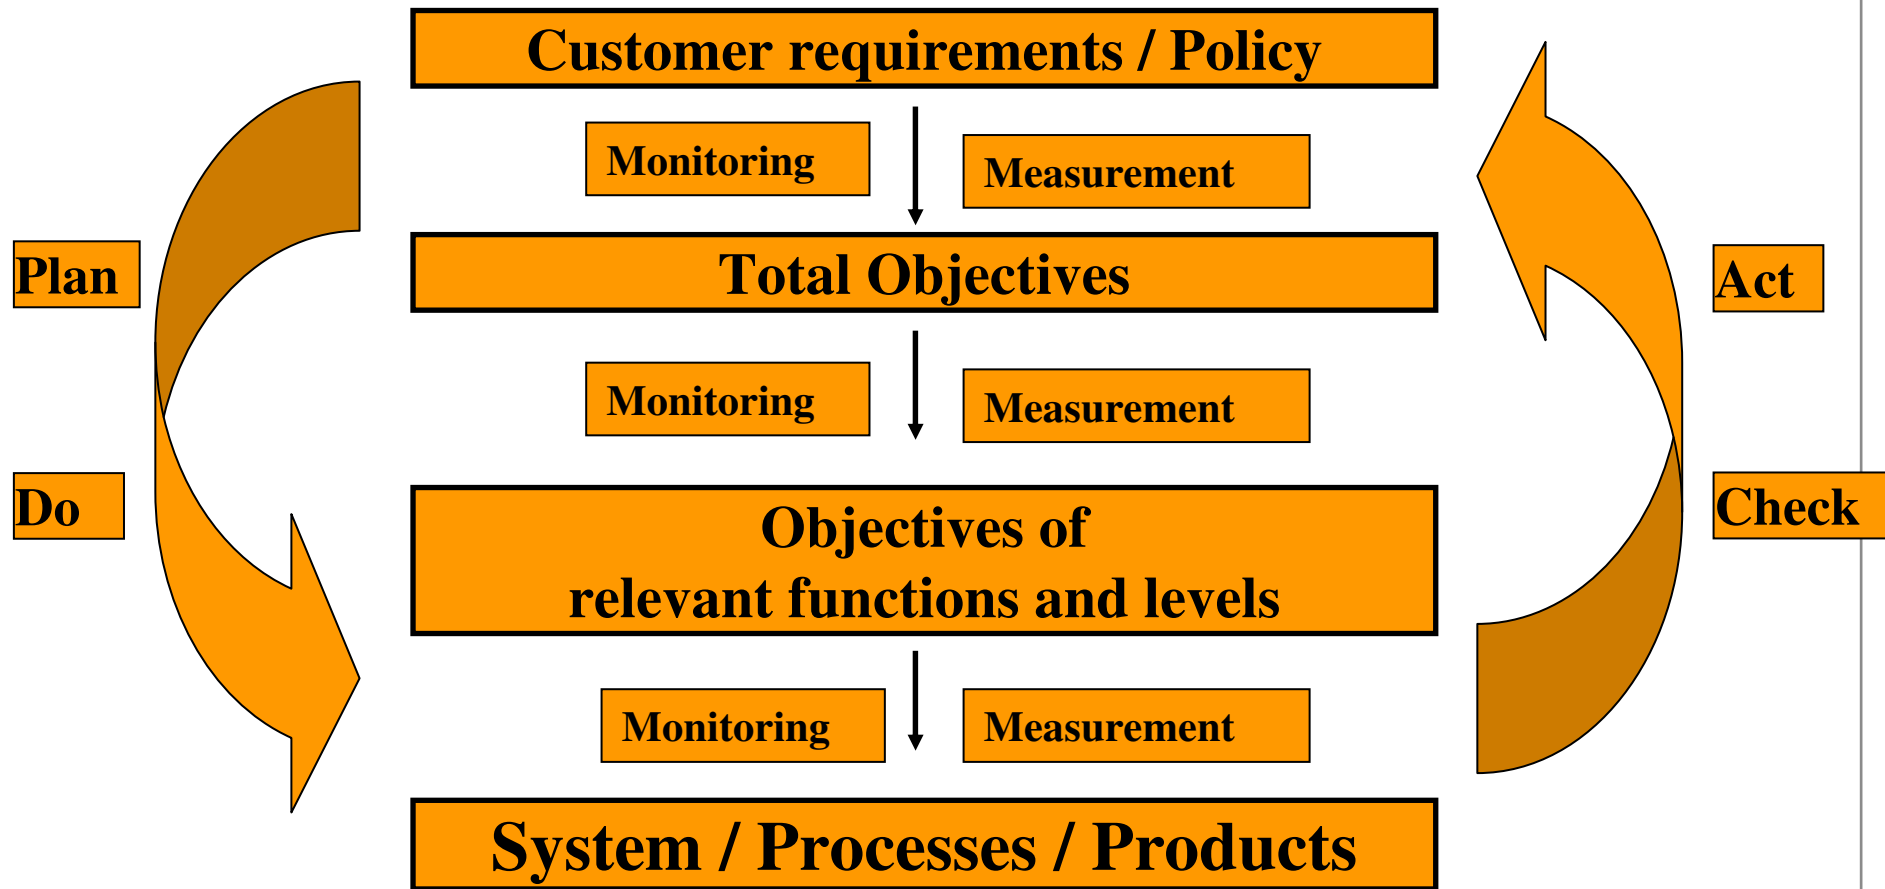 Customer requirements / Policy
Monitoring
Measurement
Plan
Total Objectives
Act
Monitoring
Measurement
Do
Objectives of
relevant functions and levels
Check
Monitoring
Measurement
System / Processes / Products